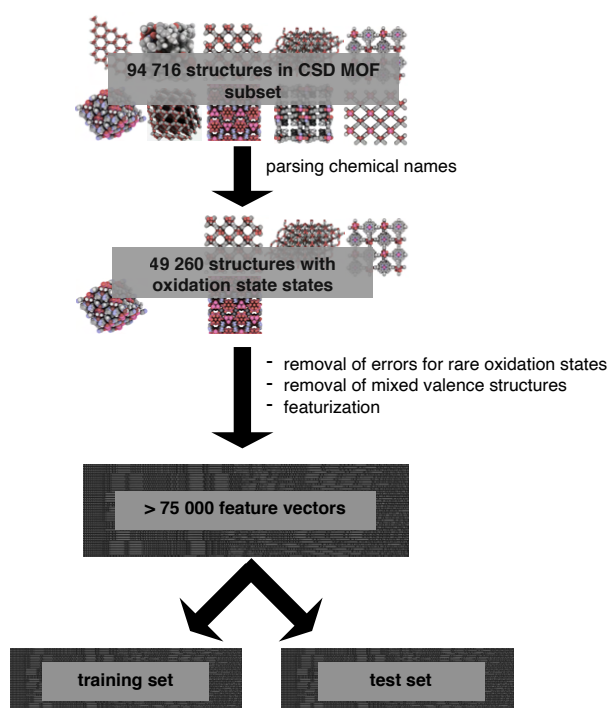 94 716 structures in CSD MOF
subset
parsing chemical names
49 260 structures with
oxidation state states
- removal of errors for rare oxidation states
- removal of mixed valence structures
- featurization
> 75 000 feature vectors
training set
test set